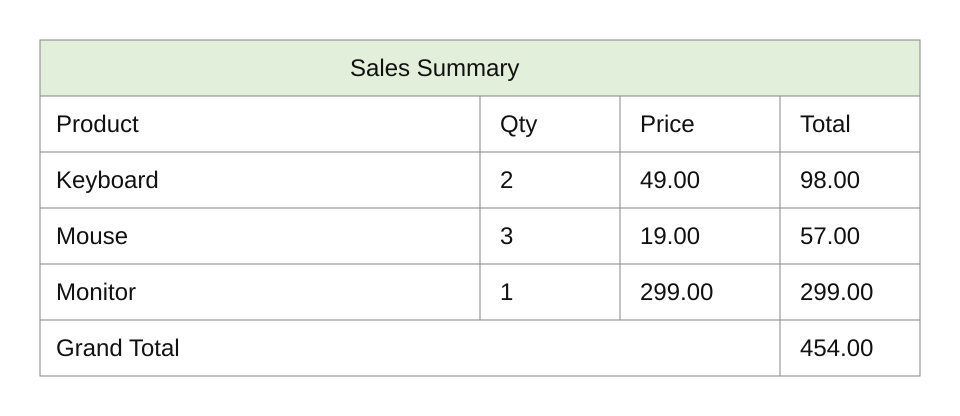 Sales Summary
Product Qty Price Total
Keyboard 2 49.00 98.00
Mouse 3 19.00 57.00
Monitor 1 299.00 299.00
Grand Total 454.00